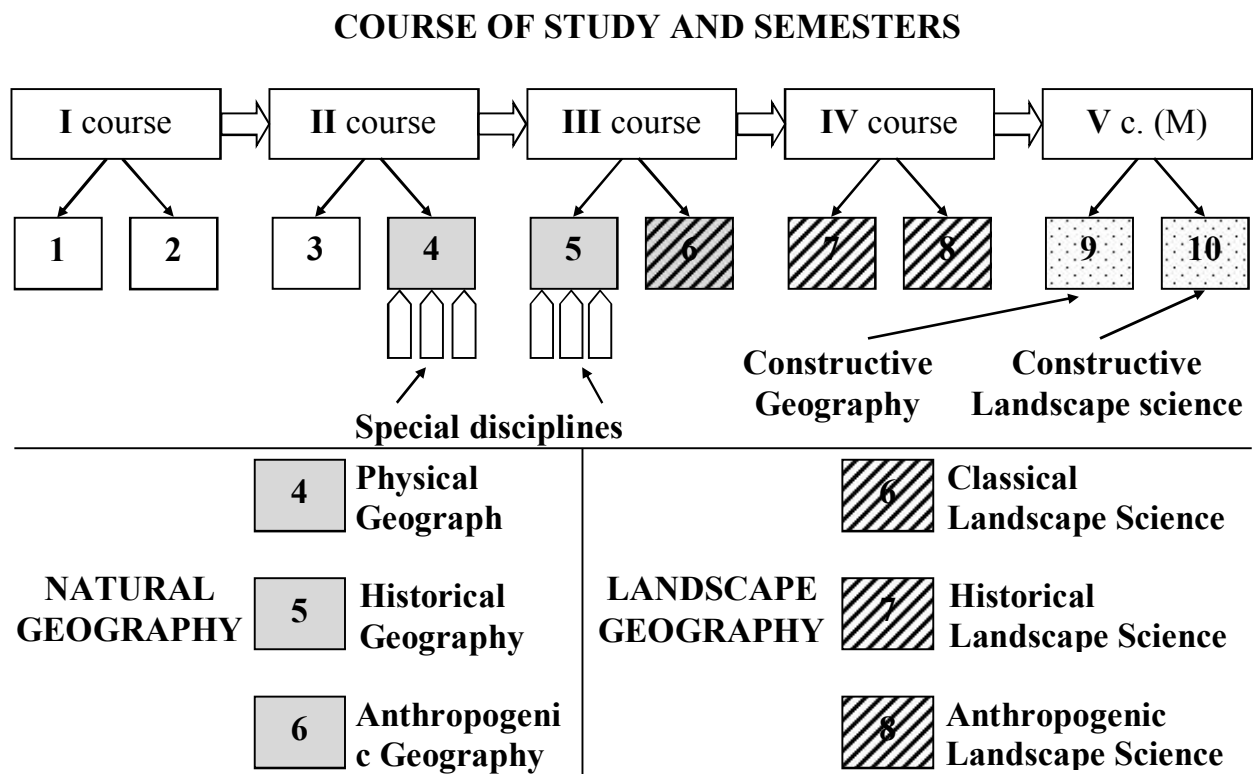 COURSE OF STUDY AND SEMESTERS
I course
II course
III course
IV course
V c. (M)
1
2
3
4
5
6
7
8
9
10
Constructive
Geography
Constructive
Landscape science
Special disciplines
NATURAL
GEOGRAPHY
4
Physical
Geograph
5
Historical
Geography
6
Anthropogeni
c Geography
LANDSCAPE
GEOGRAPHY
6
Classical
Landscape Science
7
Historical
Landscape Science
8
Anthropogenic
Landscape Science